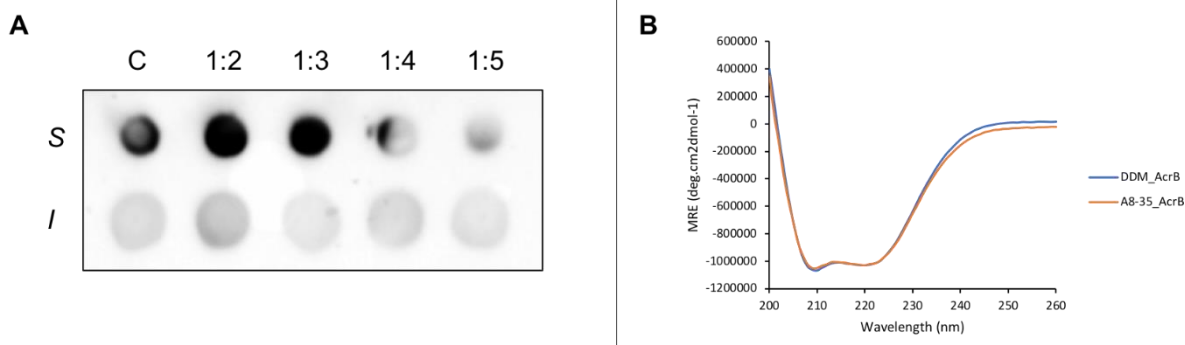 A
C 1:2 1:3 1:4 1:5
S
I
B
600000
400000
200000
0
-200000
-400000
-600000
-800000
-1000000
-1200000
MRE (deg.cm2dmol-1)
200 210 220 230 240 250 260
Wavelength (nm)
DDM_AcrB
A8-35_AcrB